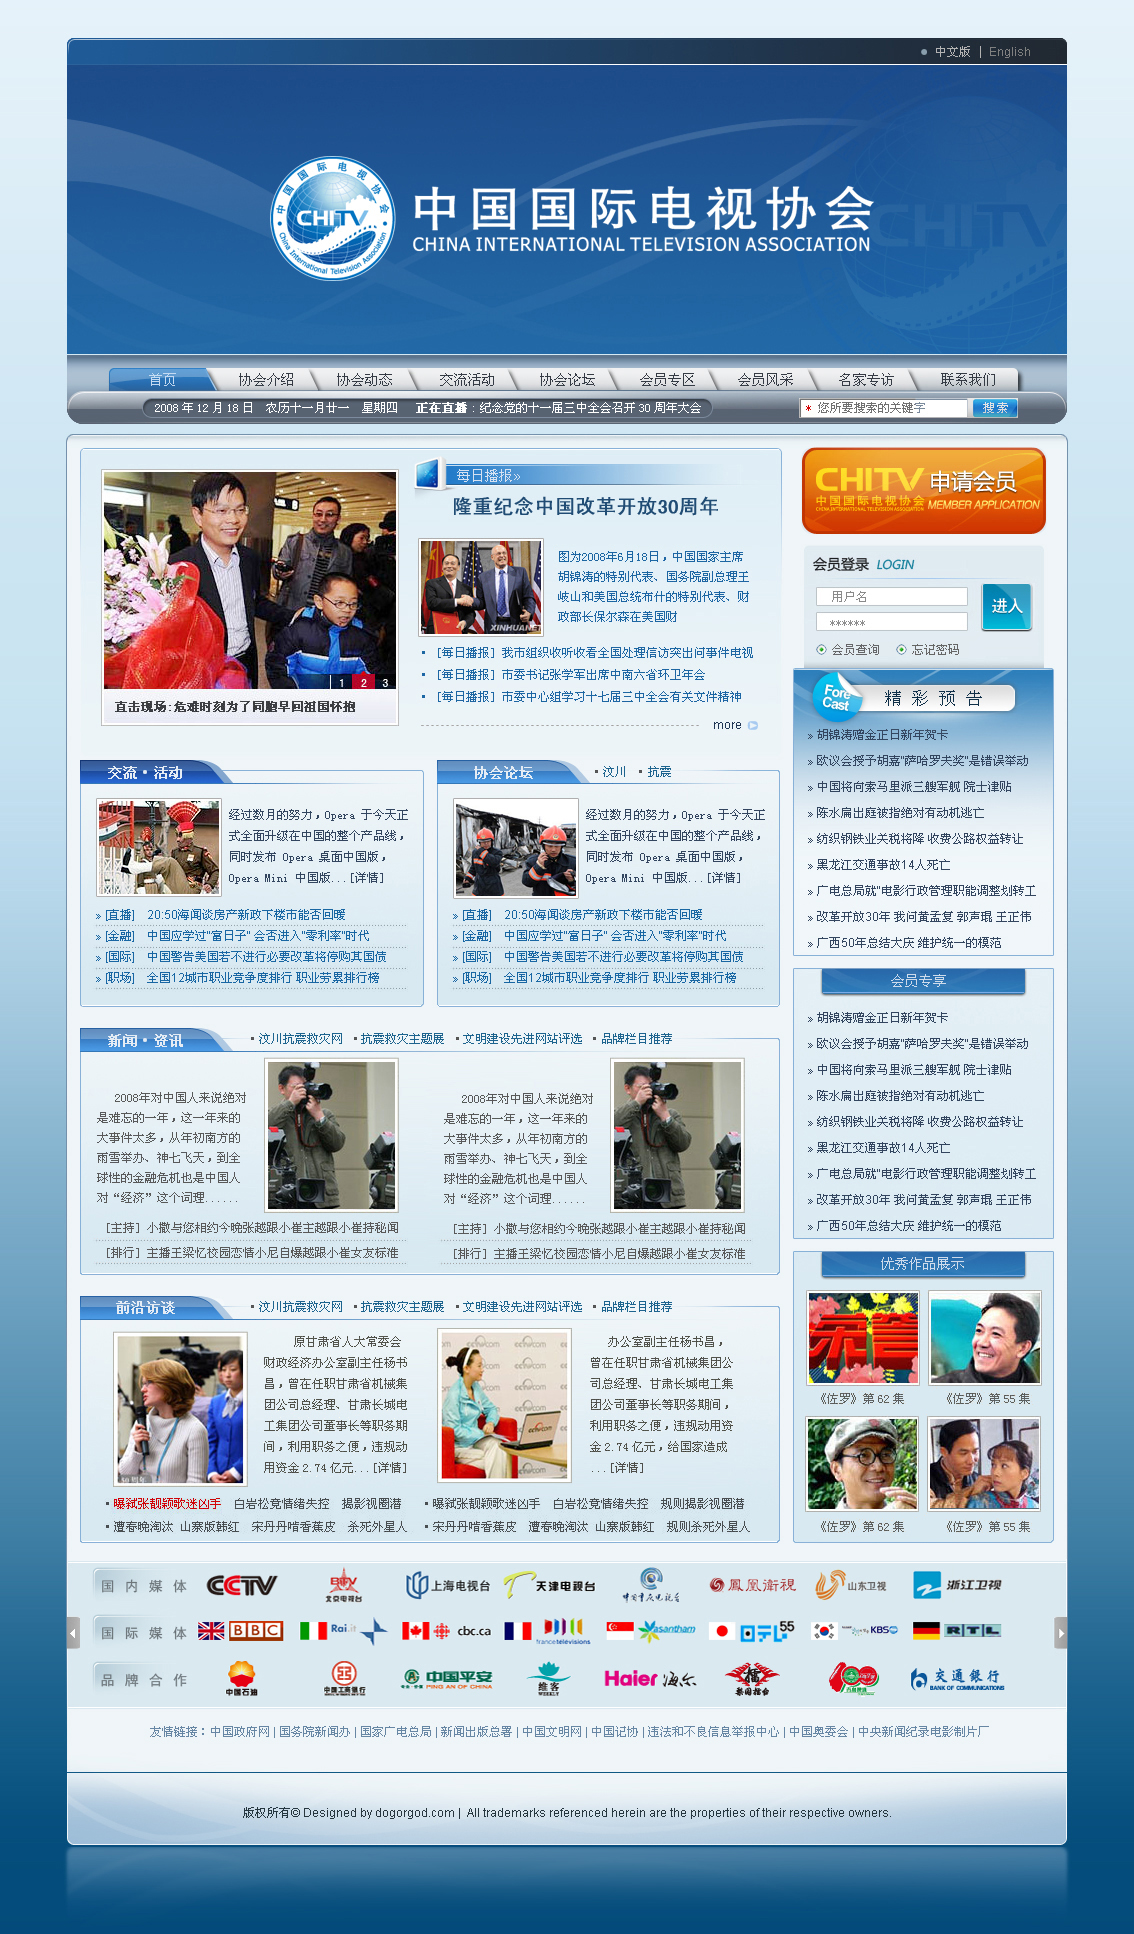 中文版 | English
中国国际电视协会
CHITV
China International Television Association
中国国际电视协会
CHINA INTERNATIONAL TELEVISION ASSOCIATION
CHITV
首页 协会介绍 协会动态 交流活动 协会论坛 会员专区 会员风采 名家专访 联系我们
2008 年 12 月 18 日 农历十一月廿一 星期四 正在直播：纪念党的十一届三中全会召开 30 周年大会
* 您所要搜索的关键字 搜索
1 2 3
直击现场:危难时刻为了同胞早回祖国怀抱
每日播报»
隆重纪念中国改革开放30周年
XINHUANET
图为2008年6月18日，中国国家主席
胡锦涛的特别代表、国务院副总理王
岐山和美国总统布什的特别代表、财
政部长保尔森在美国财
[每日播报] 我市组织收听收看全国处理信访突出问事件电视
[每日播报] 市委书记张学军出席中南六省环卫年会
[每日播报] 市委中心组学习十七届三中全会有关文件精神
more
CHITV 申请会员
中国国际电视协会
CHINA INTERNATIONAL TELEVISION ASSOCIATION
MEMBER APPLICATION
会员登录 LOGIN
用户名
******
进入
会员查询 忘记密码
Fore Cast
精彩预告
» 胡锦涛赠金正日新年贺卡
» 欧议会授予胡嘉"萨哈罗夫奖"是错误举动
» 中国将向索马里派三艘军舰 院士津贴
» 陈水扁出庭被指绝对有动机逃亡
» 纺织钢铁业关税将降 收费公路权益转让
» 黑龙江交通事故14人死亡
» 广电总局就"电影行政管理职能调整划转工
» 改革开放30年 我问黄孟复 郭声琨 王正伟
» 广西50年总结大庆 维护统一的模范
交流·活动
经过数月的努力，Opera 于今天正
式全面升级在中国的整个产品线，
同时发布 Opera 桌面中国版，
Opera Mini 中国版...[详情]
» [直播] 20:50海闻谈房产新政下楼市能否回暖
» [金融] 中国应学过"富日子" 会否进入"零利率"时代
» [国际] 中国警告美国若不进行必要改革将停购其国债
» [职场] 全国12城市职业竞争度排行 职业劳累排行榜
协会论坛
汶川 抗震
经过数月的努力，Opera 于今天正
式全面升级在中国的整个产品线，
同时发布 Opera 桌面中国版，
Opera Mini 中国版...[详情]
» [直播] 20:50海闻谈房产新政下楼市能否回暖
» [金融] 中国应学过"富日子" 会否进入"零利率"时代
» [国际] 中国警告美国若不进行必要改革将停购其国债
» [职场] 全国12城市职业竞争度排行 职业劳累排行榜
会员专享
» 胡锦涛赠金正日新年贺卡
» 欧议会授予胡嘉"萨哈罗夫奖"是错误举动
» 中国将向索马里派三艘军舰 院士津贴
» 陈水扁出庭被指绝对有动机逃亡
» 纺织钢铁业关税将降 收费公路权益转让
» 黑龙江交通事故14人死亡
» 广电总局就"电影行政管理职能调整划转工
» 改革开放30年 我问黄孟复 郭声琨 王正伟
» 广西50年总结大庆 维护统一的模范
新闻·资讯
汶川抗震救灾网 抗震救灾主题展 文明建设先进网站评选 品牌栏目推荐
2008年对中国人来说绝对
是难忘的一年，这一年来的
大事件太多，从年初南方的
雨雪举办、神七飞天，到全
球性的金融危机也是中国人
对“经济”这个词理......
2008年对中国人来说绝对
是难忘的一年，这一年来的
大事件太多，从年初南方的
雨雪举办、神七飞天，到全
球性的金融危机也是中国人
对“经济”这个词理......
[主持] 小撒与您相约今晚张越跟小崔主越跟小崔持秘闻
[排行] 主播王梁忆校园恋情小尼自爆越跟小崔女友标准
[主持] 小撒与您相约今晚张越跟小崔主越跟小崔持秘闻
[排行] 主播王梁忆校园恋情小尼自爆越跟小崔女友标准
优秀作品展示
荣誉
《佐罗》第 62 集
《佐罗》第 55 集
《佐罗》第 62 集
《佐罗》第 55 集
前沿访谈
汶川抗震救灾网 抗震救灾主题展 文明建设先进网站评选 品牌栏目推荐
原甘肃省人大常委会
财政经济办公室副主任杨书
昌，曾在任职甘肃省机械集
团公司总经理、甘肃长城电
工集团公司董事长等职务期
间，利用职务之便，违规动
用资金 2.74 亿元...[详情]
cctv.com
办公室副主任杨书昌，
曾在任职甘肃省机械集团公
司总经理、甘肃长城电工集
团公司董事长等职务期间，
利用职务之便，违规动用资
金 2.74 亿元，给国家造成
...[详情]
曝弑张靓颖歌迷凶手 白岩松竟情绪失控 揾影视圈潜
遭春晚淘汰 山寨版韩红 宋丹丹啃香蕉皮 杀死外星人
曝弑张靓颖歌迷凶手 白岩松竟情绪失控 规则揾影视圈潜
宋丹丹啃香蕉皮 遭春晚淘汰 山寨版韩红 规则杀死外星人
国内媒体
CCTV
BTV 北京电视台
上海电视台
天津电视台
中国重庆电视台
鳳凰衛視
山东卫视
浙江卫视
国际媒体
BBC
Rai.it
cbc.ca
francetélévisions
asantham
55
KBS
RTL
品牌合作
中国石油
中国工商银行
中国平安 PING AN OF CHINA
维客 WEEKLY
Haier 海尔
梨园擂台
交通银行 BANK OF COMMUNICATIONS
友情链接：中国政府网 | 国务院新闻办 | 国家广电总局 | 新闻出版总署 | 中国文明网 | 中国记协 | 违法和不良信息举报中心 | 中国奥委会 | 中央新闻纪录电影制片厂
版权所有© Designed by dogorgod.com | All trademarks referenced herein are the properties of their respective owners.